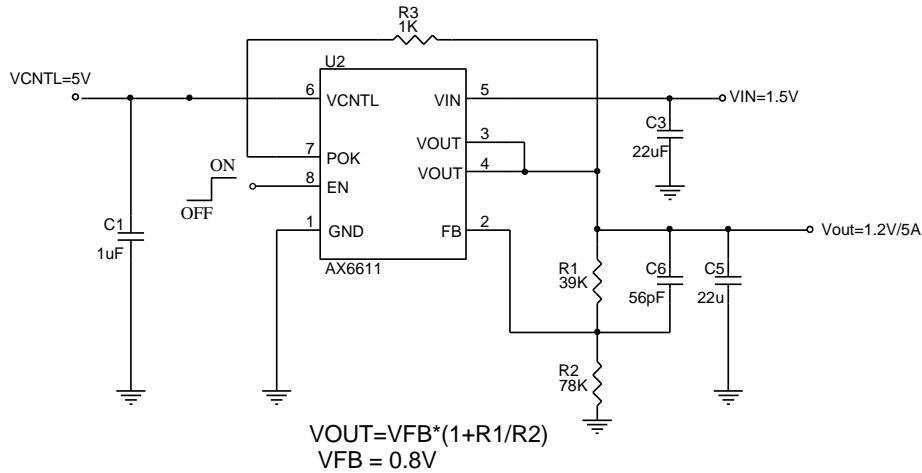 R3
1K
U2
VCNTL=5V
6
VCNTL
VIN
5
VIN=1.5V
VOUT
3
C3
22uF
7
POK
VOUT
4
ON
8
EN
OFF
C1
1uF
1
GND
FB
2
Vout=1.2V/5A
AX6611
R1
39K
C6
56pF
C5
22u
R2
78K
VOUT=VFB*(1+R1/R2)
VFB = 0.8V